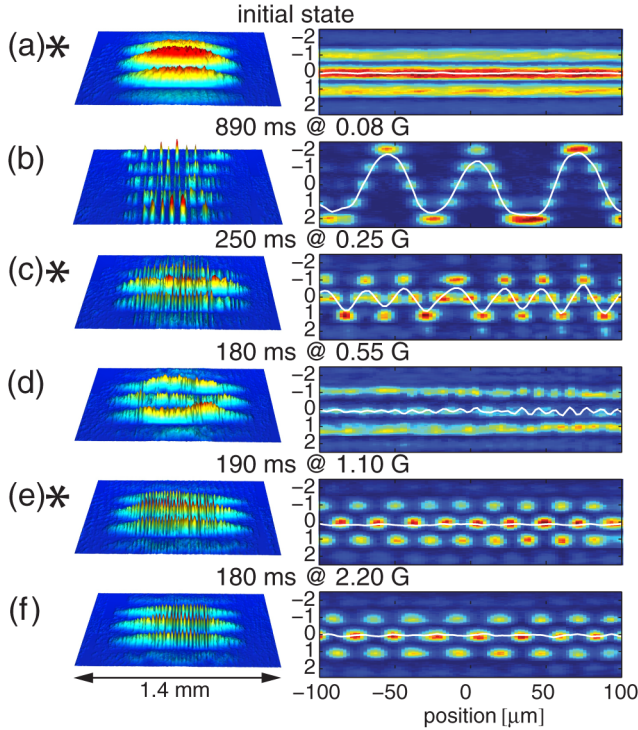 initial state
(a)*
-2
-1
0
1
2
890 ms @ 0.08 G
(b)
-2
-1
0
1
2
250 ms @ 0.25 G
(c)*
-2
-1
0
1
2
180 ms @ 0.55 G
(d)
-2
-1
0
1
2
190 ms @ 1.10 G
(e)*
-2
-1
0
1
2
180 ms @ 2.20 G
(f)
-2
-1
0
1
2
1.4 mm
-100 -50 0 50 100
position [μm]